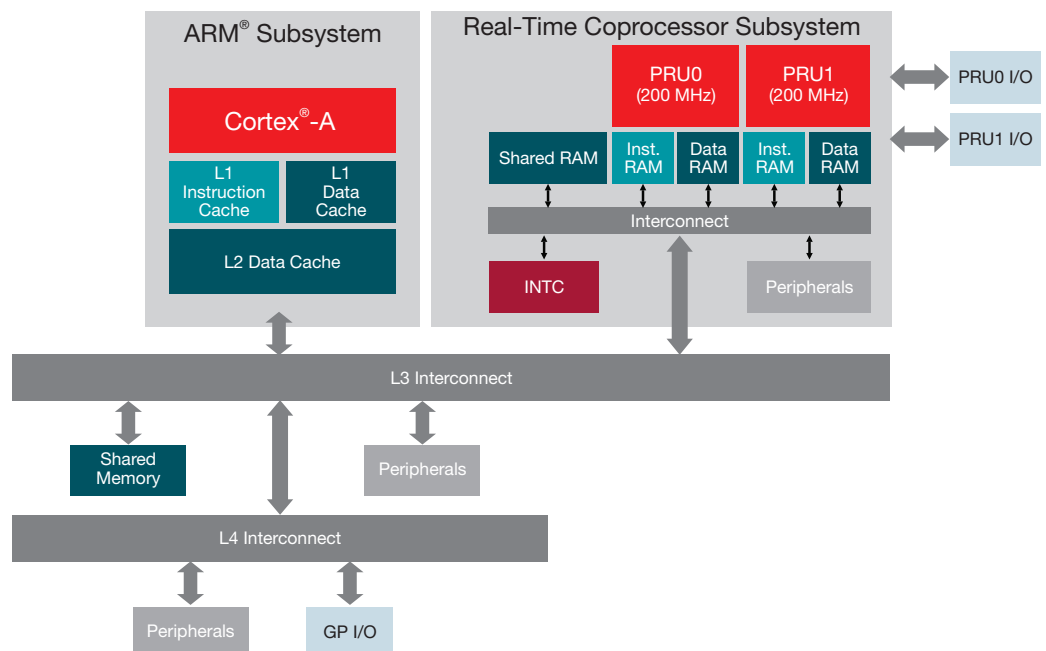 ARM® Subsystem
Real-Time Coprocessor Subsystem
Cortex®-A
L1
Instruction
Cache
L1
Data
Cache
L2 Data Cache
PRU0
(200 MHz)
PRU1
(200 MHz)
PRU0 I/O
PRU1 I/O
Shared RAM
Inst.
RAM
Data
RAM
Inst.
RAM
Data
RAM
Interconnect
INTC
Peripherals
L3 Interconnect
Shared
Memory
Peripherals
L4 Interconnect
Peripherals
GP I/O